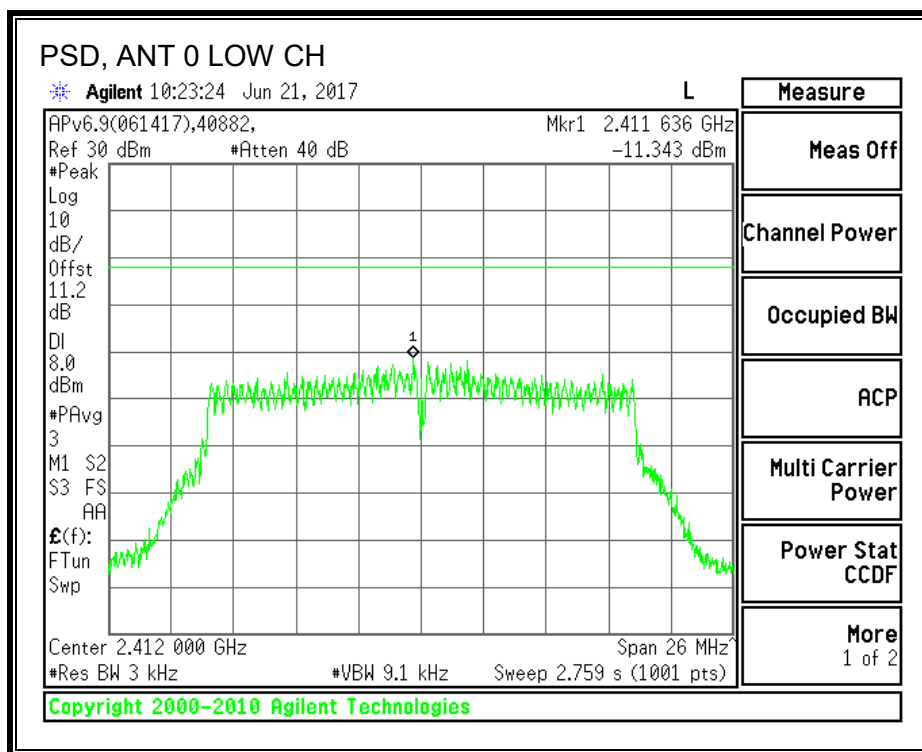 PSD, ANT 0 LOW CH
Agilent 10:23:24 Jun 21, 2017 L
APv6.9(061417),40882, Mkr1 2.411 636 GHz
Ref 30 dBm #Atten 40 dB -11.343 dBm
#Peak
Log
10
dB/
Offst
11.2
dB
DI
8.0
dBm
#PAvg
3
M1 S2
S3 FS
AA
£(f):
FTun
Swp
1
Center 2.412 000 GHz Span 26 MHz^
#Res BW 3 kHz #VBW 9.1 kHz Sweep 2.759 s (1001 pts)
Measure
Meas Off
Channel Power
Occupied BW
ACP
Multi Carrier
Power
Power Stat
CCDF
More
1 of 2
Copyright 2000-2010 Agilent Technologies